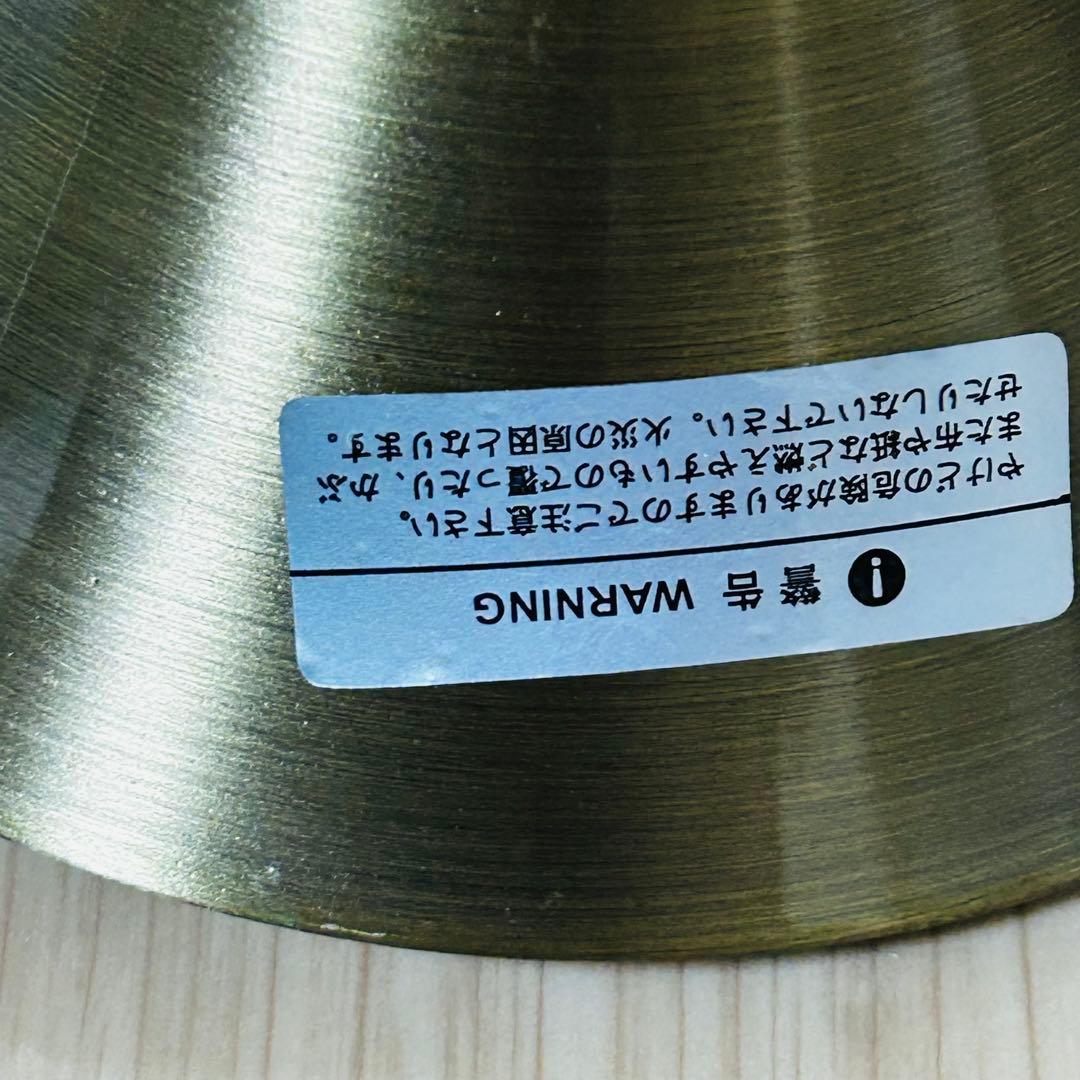 警告 WARNING
やけどの危険がありますのでご注意下さい。
また布や紙など燃えやすいもので覆ったり、かぶ
せたりしないで下さい。火災の原因となります。